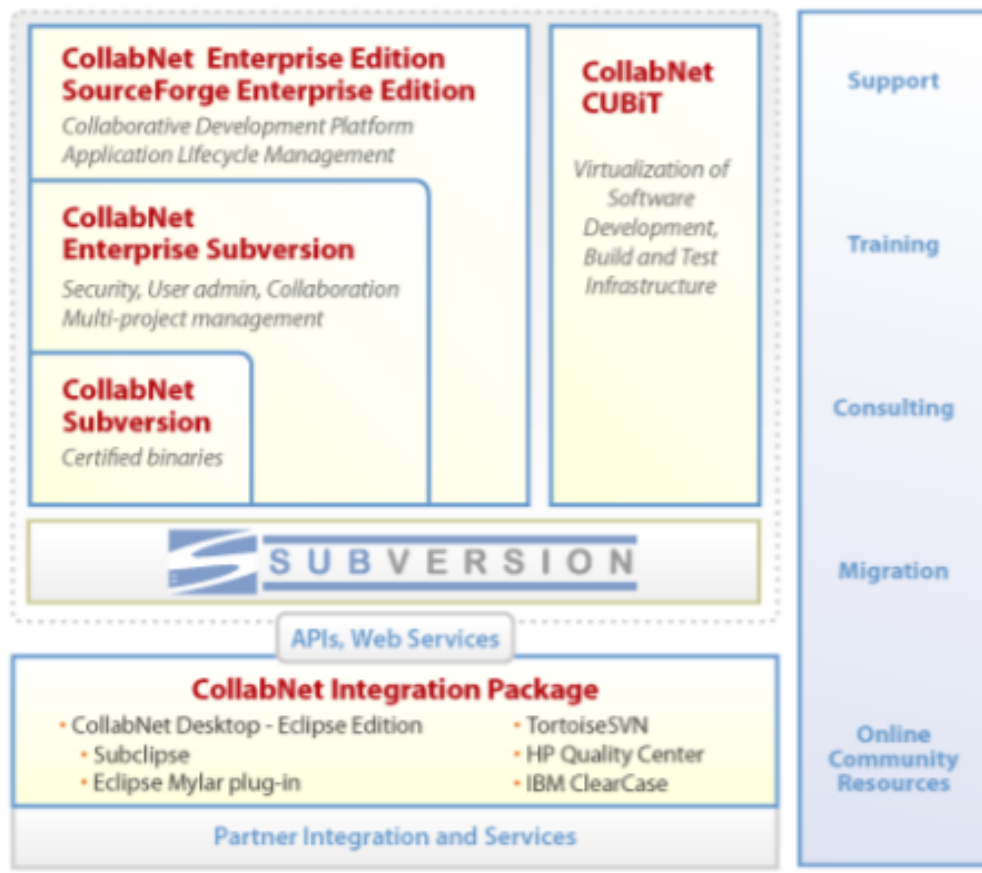 CollabNet Enterprise Edition
SourceForge Enterprise Edition
Collaborative Development Platform
Application LIfecycle Management
CollabNet
Enterprise Subversion
Security, User admin, Collaboration
Multi-project management
CollabNet
Subversion
Certified binaries
CollabNet
CUBiT
Virtualization of
Software
Development,
Build and Test
Infrastructure
SUBVERSION
APIs, Web Services
CollabNet Integration Package
• CollabNet Desktop - Eclipse Edition
• Subclipse
• Eclipse Mylar plug-in
• TortoiseSVN
• HP Quality Center
• IBM ClearCase
Partner Integration and Services
Support
Training
Consulting
Migration
Online
Community
Resources